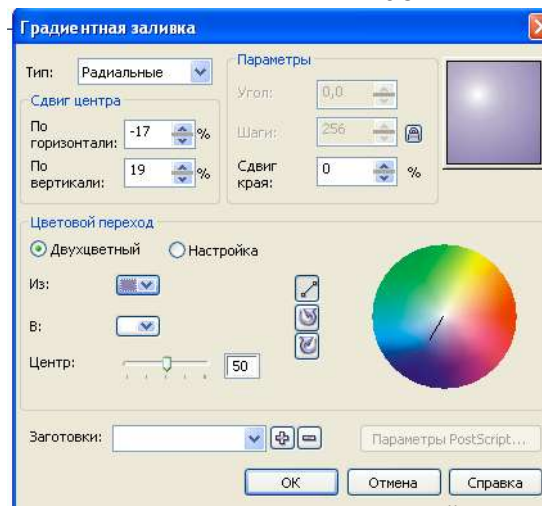 Градиентная заливка
Тип: Радиальные
Параметры
Угол: 0,0
Сдвиг центра
По горизонтали: -17 %
Шаги: 256
По вертикали: 19 %
Сдвиг края: 0 %
Цветовой переход
Двухцветный Настройка
Из:
В:
Центр: 50
Заготовки:
Параметры PostScript...
ОК Отмена Справка